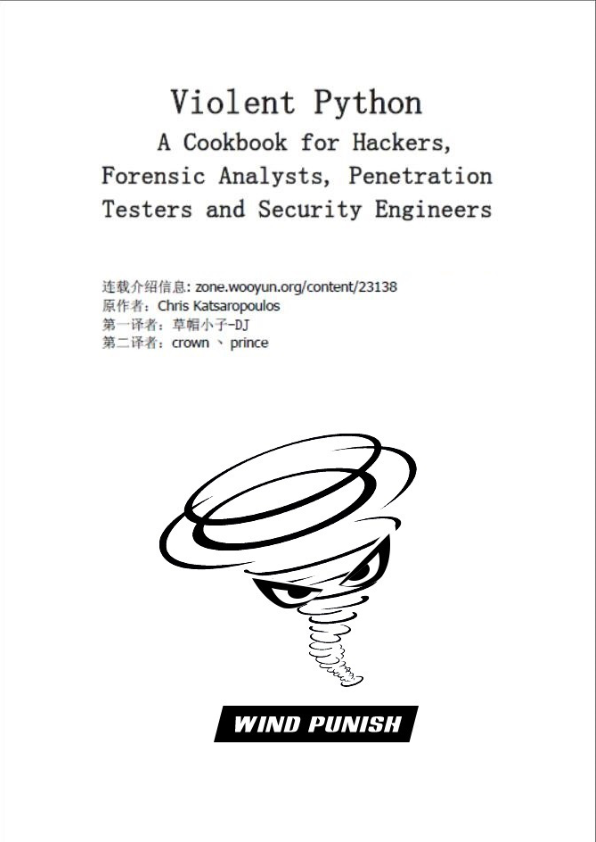 Violent Python
A Cookbook for Hackers,
Forensic Analysts, Penetration
Testers and Security Engineers
连载介绍信息: zone.wooyun.org/content/23138
原作者：Chris Katsaropoulos
第一译者：草帽小子-DJ
第二译者：crown 丶 prince
WIND PUNISH